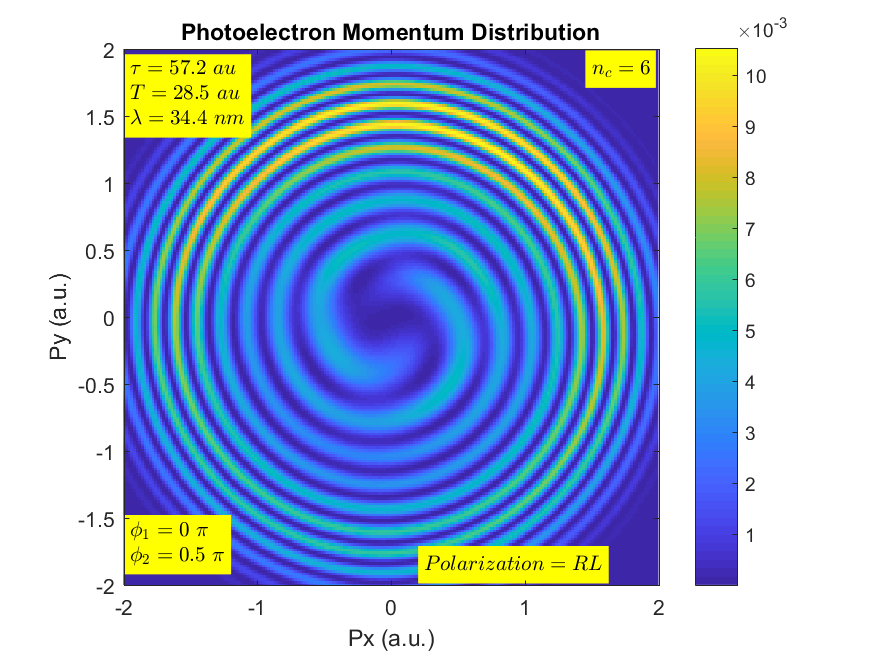 Photoelectron Momentum Distribution
×10⁻³
τ = 57.2 au
T = 28.5 au
λ = 34.4 nm
n_c = 6
ϕ₁ = 0 π
ϕ₂ = 0.5 π
Polarization = RL
2
1.5
1
0.5
0
-0.5
-1
-1.5
-2
Py (a.u.)
-2
-1
0
1
2
Px (a.u.)
10
9
8
7
6
5
4
3
2
1